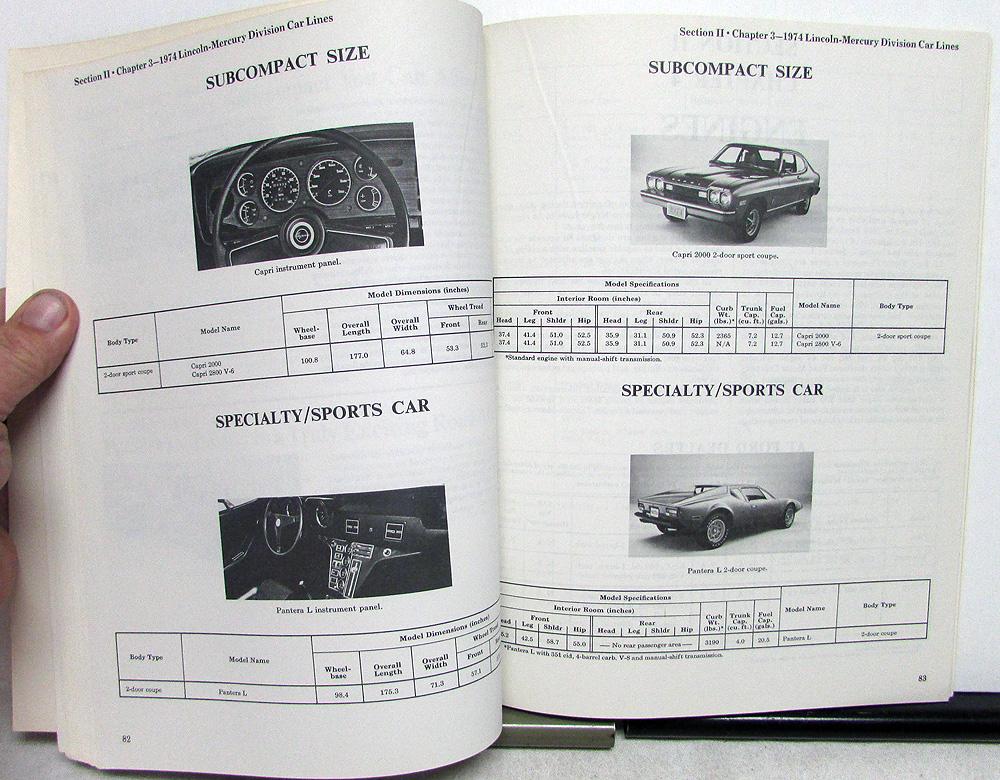 Section II • Chapter 3—1974 Lincoln-Mercury Division Car Lines
SUBCOMPACT SIZE
Capri instrument panel.
Model Dimensions (inches)
Body Type Model Name Wheel-base Overall Length Overall Width Wheel Tread
Front Rear
2-door sport coupe Capri 2000 100.8 177.0 64.8 53.3
Capri 2800 V-6
SPECIALTY/SPORTS CAR
Pantera L instrument panel.
Model Dimensions (inches)
Body Type Model Name Wheel-base Overall Length Overall Width
Front
2-door coupe Pantera L 98.4 175.3 71.3 57.1
82
Section II • Chapter 3—1974 Lincoln-Mercury Division Car Lines
SUBCOMPACT SIZE
Capri 2000 2-door sport coupe.
Model Specifications
Interior Room (inches) Curb Wt. (lbs.)* Trunk Cap. (cu. ft.) Fuel Cap. (gals.) Model Name Body Type
Front Rear
Head Leg Shldr Hip Head Leg Shldr Hip
37.4 41.4 51.0 52.5 35.9 31.1 50.9 52.3 2365 7.2 12.7 Capri 2000 2-door sport coupe
37.4 41.4 51.0 52.5 35.9 31.1 50.9 52.3 N/A 7.2 12.7 Capri 2800 V-6
*Standard engine with manual-shift transmission.
SPECIALTY/SPORTS CAR
Pantera L 2-door coupe.
Model Specifications
Interior Room (inches) Curb Wt. (lbs.)* Trunk Cap. (cu. ft.) Fuel Cap. (gals.) Model Name Body Type
Front Rear
Leg Shldr Hip Head Leg Shldr Hip
42.5 58.7 55.0 — No rear passenger area — 3190 4.0 20.5 Pantera L 2-door coupe
*Pantera L with 351 cid, 4-barrel carb. V-8 and manual-shift transmission.
83